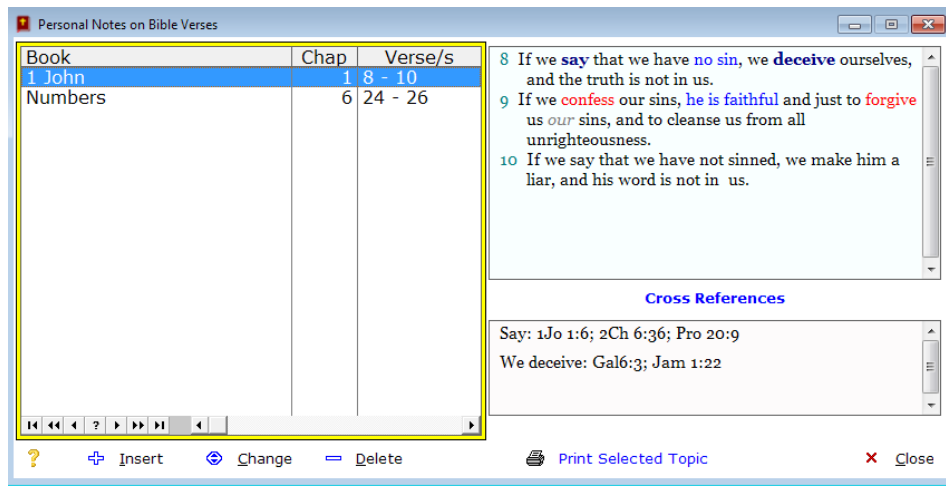 Personal Notes on Bible Verses
Book Chap Verse/s
1 John 1 8 - 10
Numbers 6 24 - 26
8 If we say that we have no sin, we deceive ourselves,
and the truth is not in us.
9 If we confess our sins, he is faithful and just to forgive
us our sins, and to cleanse us from all
unrighteousness.
10 If we say that we have not sinned, we make him a
liar, and his word is not in us.
Cross References
Say: 1Jo 1:6; 2Ch 6:36; Pro 20:9
We deceive: Gal6:3; Jam 1:22
? Insert Change Delete Print Selected Topic Close